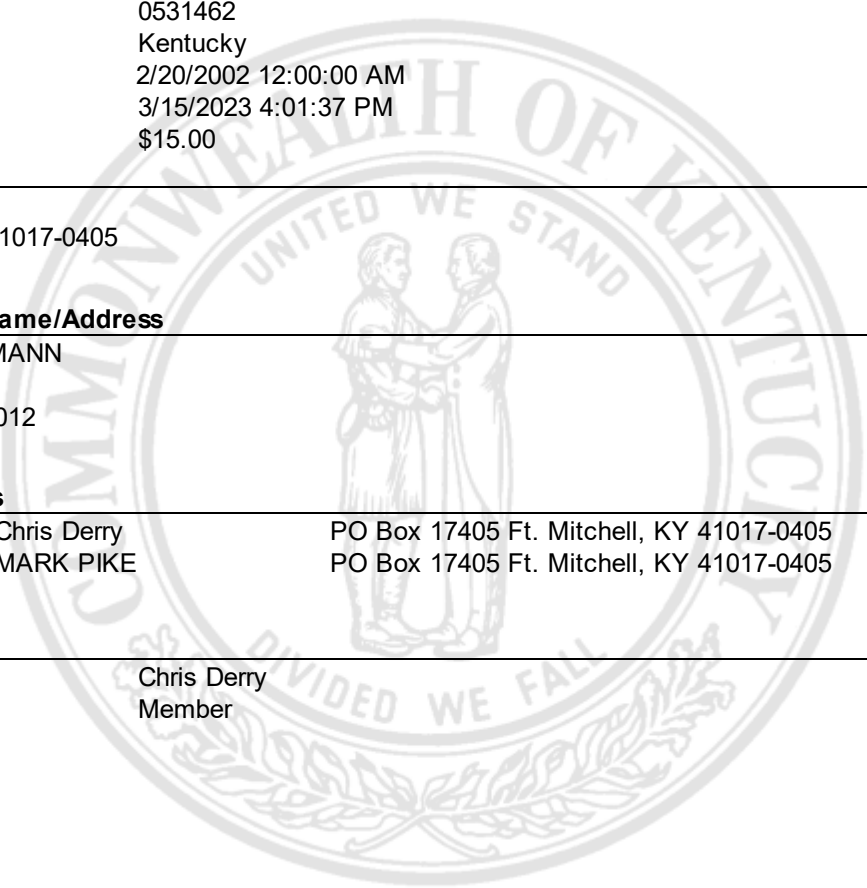 0531462
Kentucky
2/20/2002 12:00:00 AM
3/15/2023 4:01:37 PM
$15.00
1017-0405
ame/Address
MANN
012
s
Chris Derry PO Box 17405 Ft. Mitchell, KY 41017-0405
MARK PIKE PO Box 17405 Ft. Mitchell, KY 41017-0405
Chris Derry
Member
COMMONWEALTH OF KENTUCKY
UNITED WE STAND
DIVIDED WE FALL